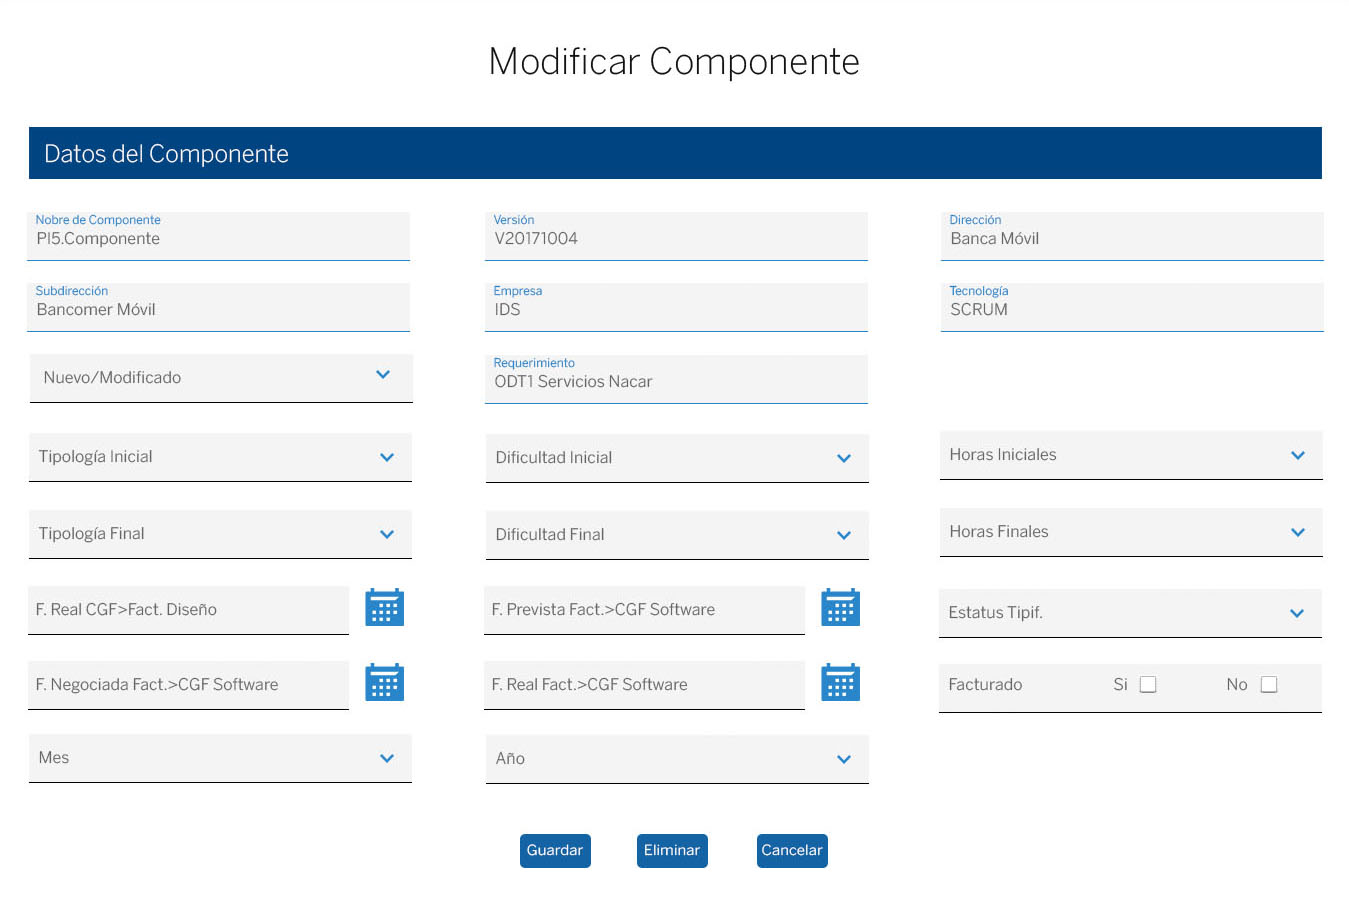 Modificar Componente
Datos del Componente
Nobre de Componente
PI5.Componente
Versión
V20171004
Dirección
Banca Móvil
Subdirección
Bancomer Móvil
Empresa
IDS
Tecnología
SCRUM
Nuevo/Modificado
Requerimiento
ODT1 Servicios Nacar
Tipología Inicial
Dificultad Inicial
Horas Iniciales
Tipología Final
Dificultad Final
Horas Finales
F. Real CGF>Fact. Diseño
F. Prevista Fact.>CGF Software
Estatus Tipif.
F. Negociada Fact.>CGF Software
F. Real Fact.>CGF Software
Facturado Si No
Mes
Año
Guardar
Eliminar
Cancelar